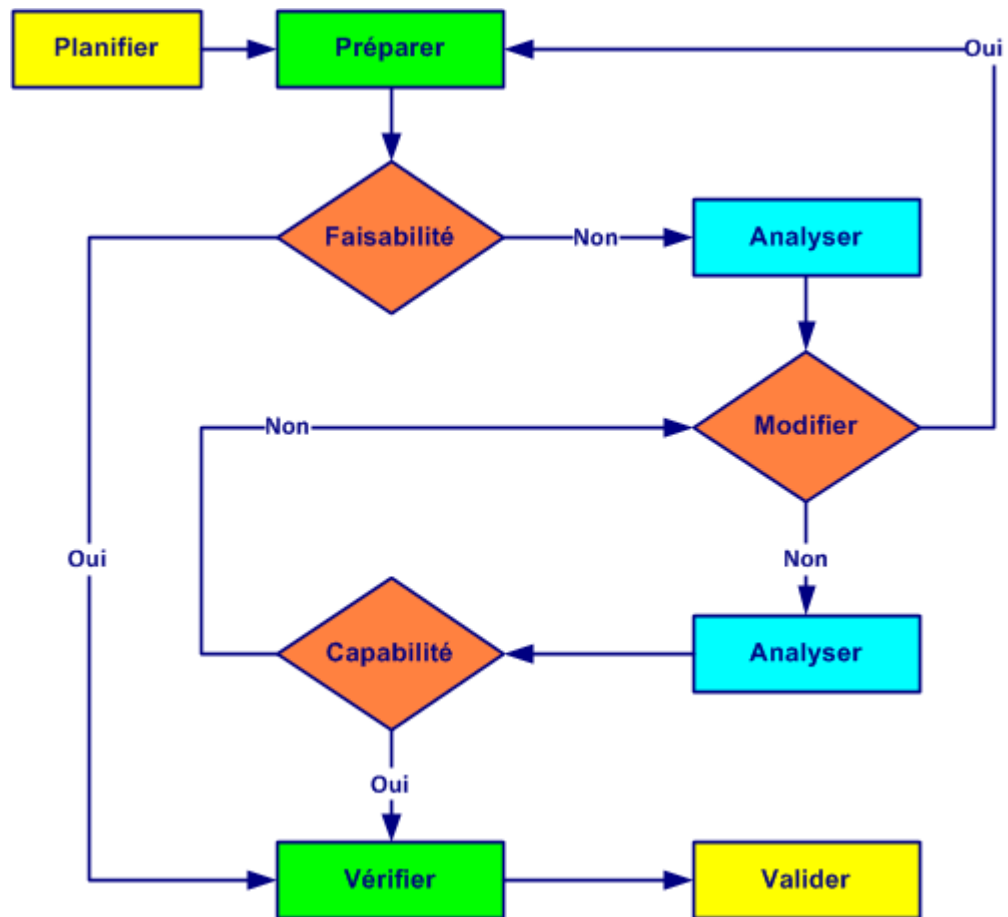 Planifier
Préparer
Oui
Faisabilité
Non
Analyser
Non
Modifier
Oui
Non
Capabilité
Analyser
Oui
Vérifier
Valider